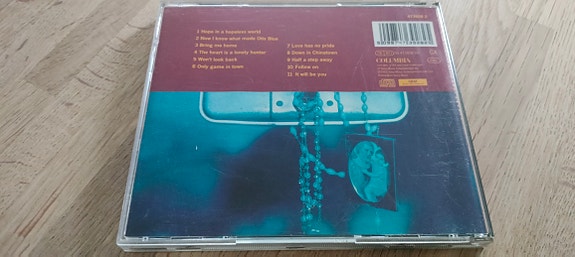 1 Hope in a hopeless world
2 Now I know what made Otis Blue
3 Bring me home
4 The heart is a lonely hunter
5 Won't look back
6 Only game in town
7 Love has no pride
8 Down in Chinatown
9 Half a step away
10 Follow on
11 It will be you
COLUMBIA